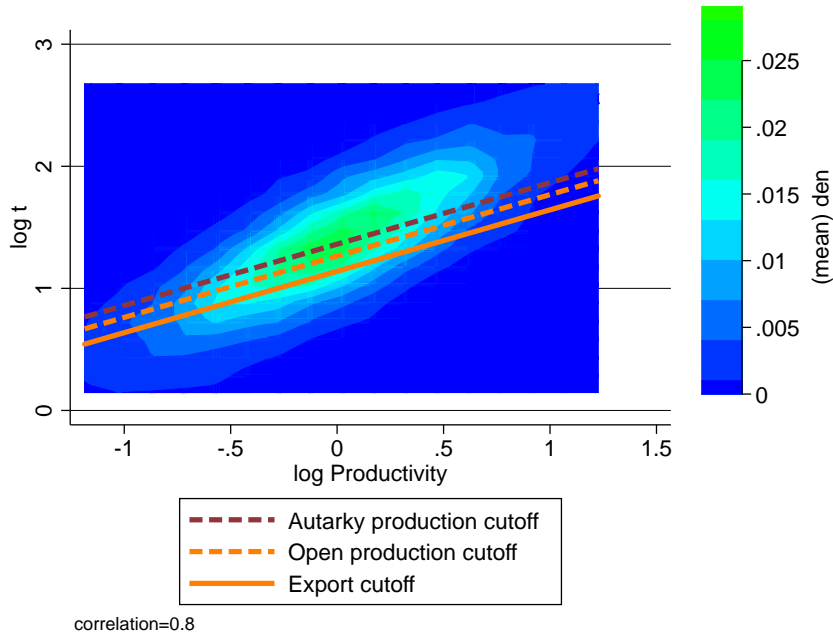 3
2
1
0
log t
-1
-.5
0
.5
1
1.5
log Productivity
.025
.02
.015
.01
.005
0
(mean) den
Autarky production cutoff
Open production cutoff
Export cutoff
correlation=0.8